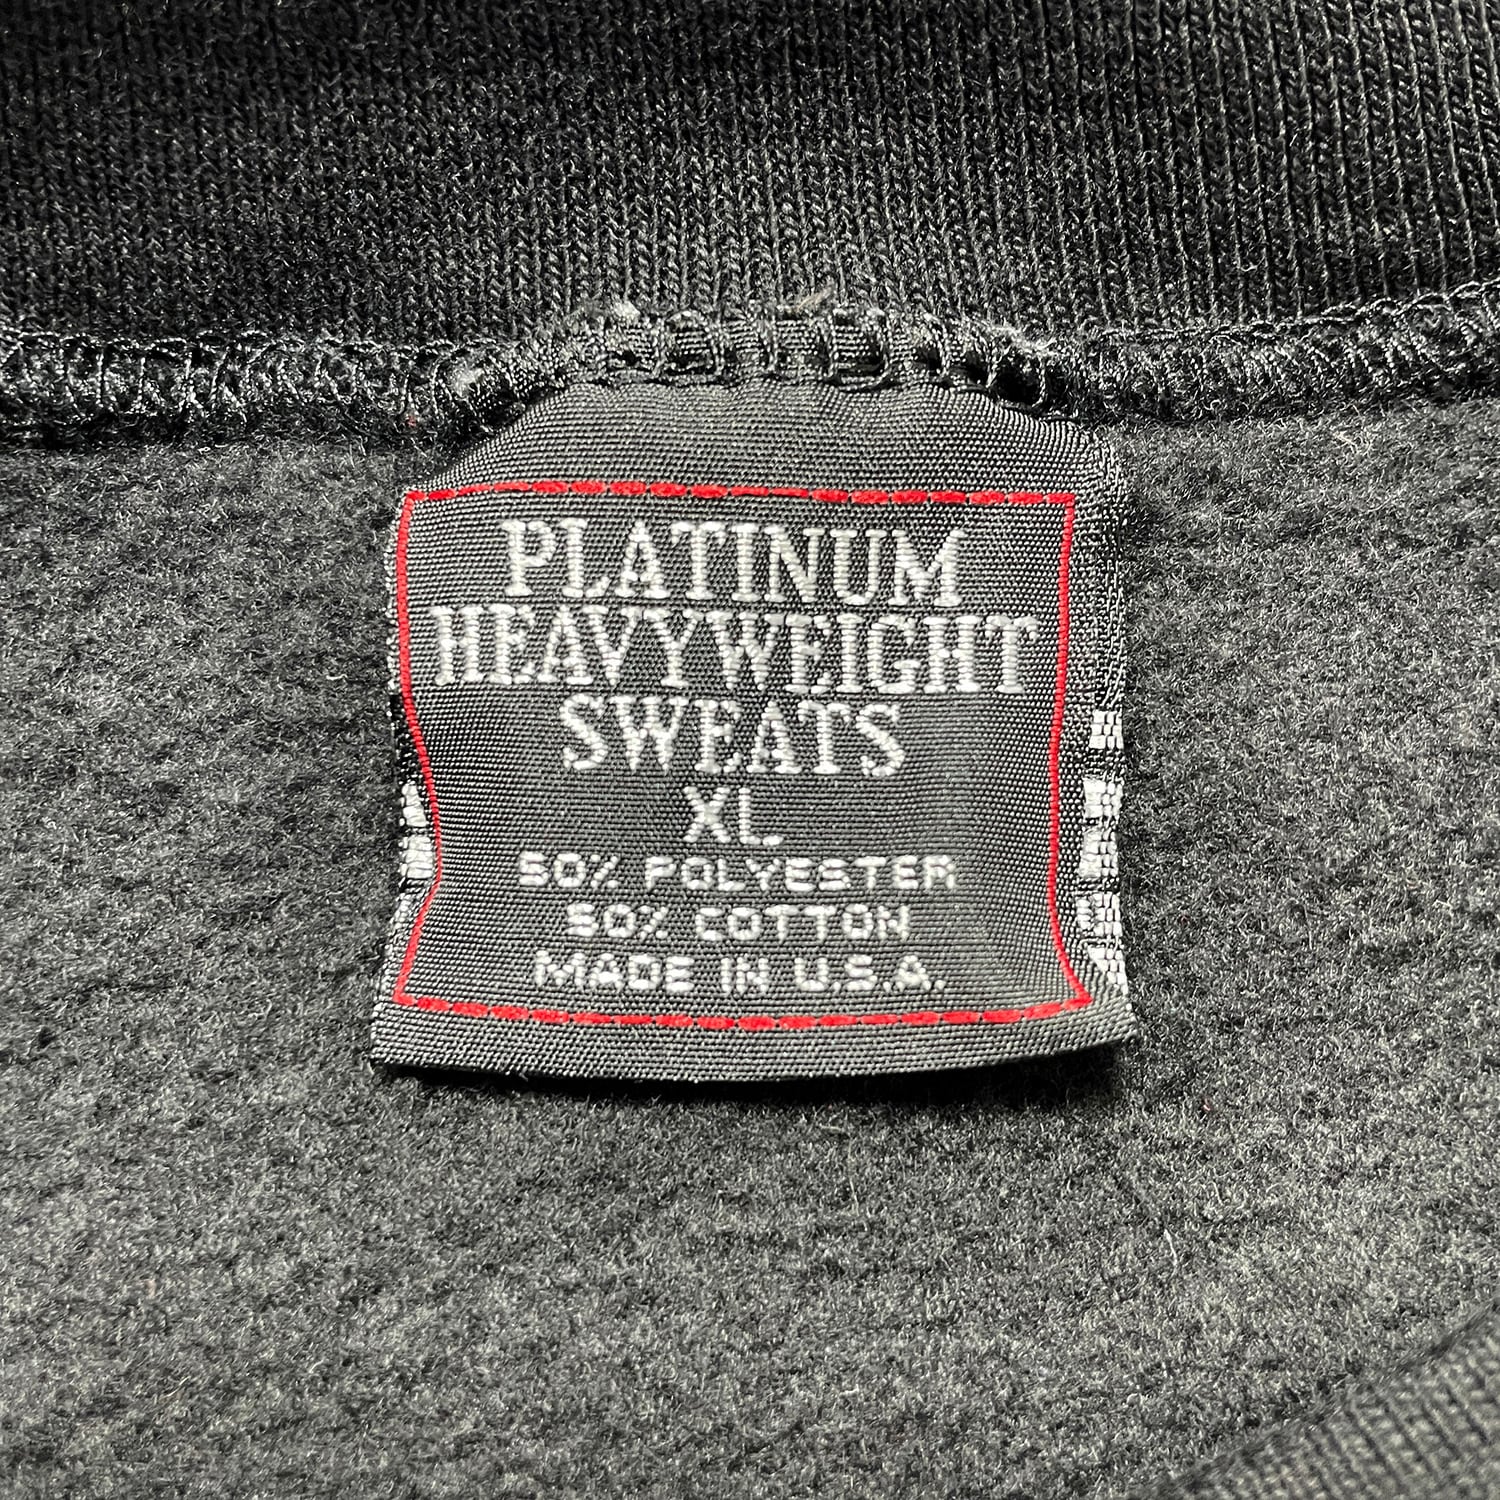 PLATINUM
HEAVYWEIGHT
SWEATS
XL
50% POLYESTER
50% COTTON
MADE IN U.S.A.